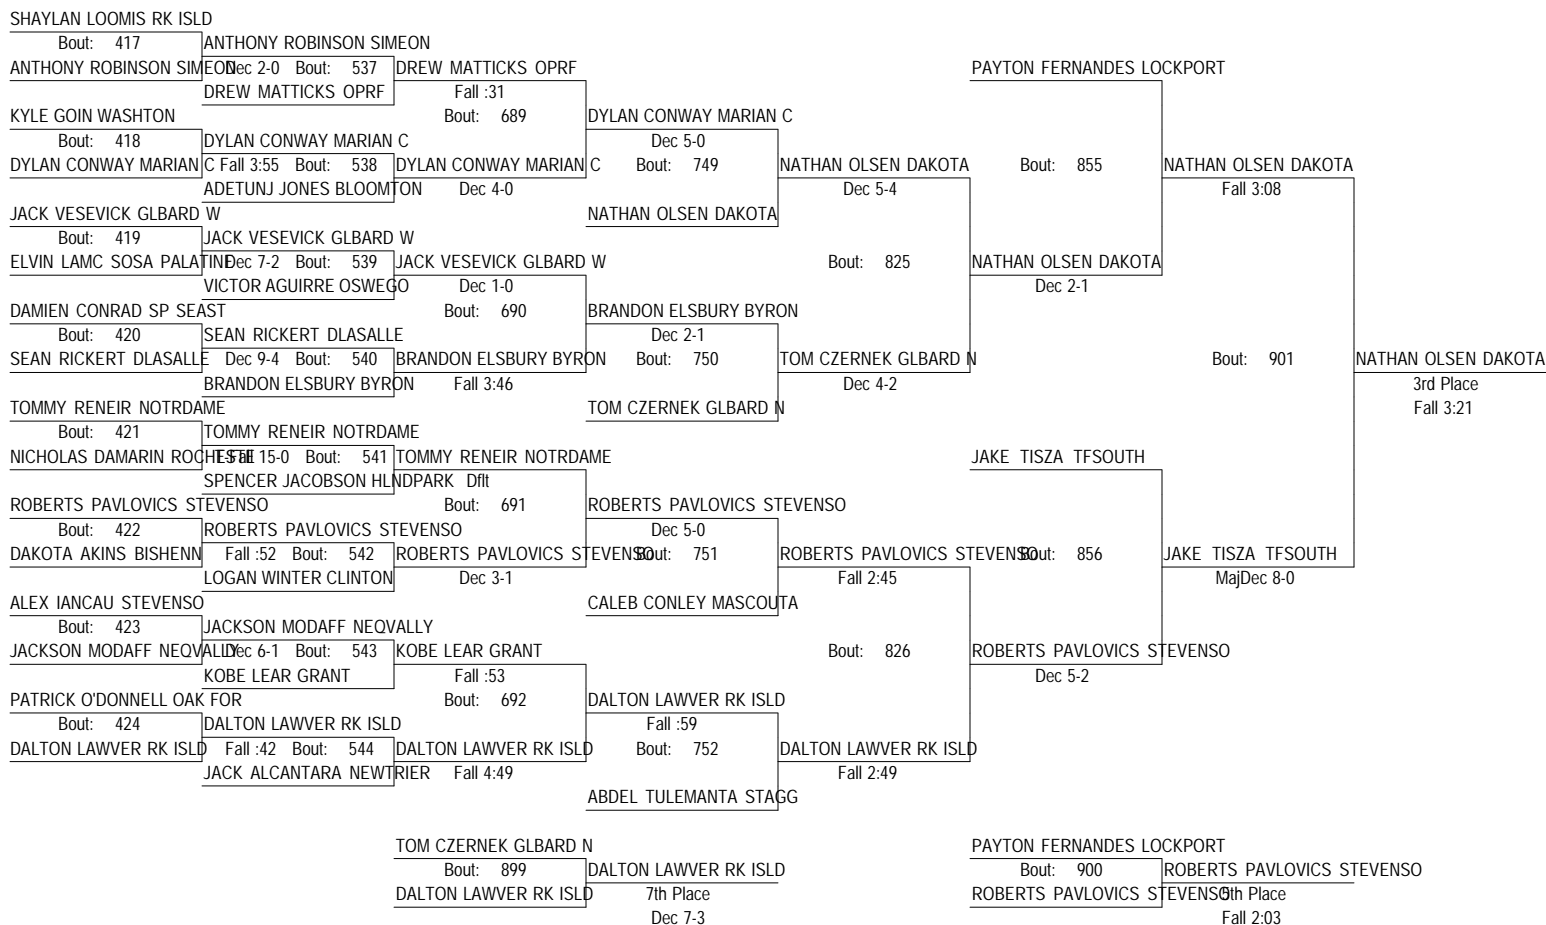 SHAYLAN LOOMIS RK ISLD
Bout: 417 ANTHONY ROBINSON SIMEON
ANTHONY ROBINSON SIMEON Dec 2-0 Bout: 537 DREW MATTICKS OPRF PAYTON FERNANDES LOCKPORT
DREW MATTICKS OPRF Fall :31
KYLE GOIN WASHTON Bout: 689 DYLAN CONWAY MARIAN C
Bout: 418 DYLAN CONWAY MARIAN C Dec 5-0
DYLAN CONWAY MARIAN C Fall 3:55 Bout: 538 DYLAN CONWAY MARIAN C Bout: 749 NATHAN OLSEN DAKOTA Bout: 855 NATHAN OLSEN DAKOTA
ADETUNJ JONES BLOOMTON Dec 4-0 Dec 5-4 Fall 3:08
JACK VESEVICK GLBARD W NATHAN OLSEN DAKOTA
Bout: 419 JACK VESEVICK GLBARD W
ELVIN LAMC SOSA PALATINE Dec 7-2 Bout: 539 JACK VESEVICK GLBARD W Bout: 825 NATHAN OLSEN DAKOTA
VICTOR AGUIRRE OSWEGO Dec 1-0 Dec 2-1
DAMIEN CONRAD SP SEAST Bout: 690 BRANDON ELSBURY BYRON
Bout: 420 SEAN RICKERT DLASALLE Dec 2-1
SEAN RICKERT DLASALLE Dec 9-4 Bout: 540 BRANDON ELSBURY BYRON Bout: 750 TOM CZERNEK GLBARD N Bout: 901 NATHAN OLSEN DAKOTA
BRANDON ELSBURY BYRON Fall 3:46 Dec 4-2 3rd Place
TOMMY RENEIR NOTRDAME TOM CZERNEK GLBARD N Fall 3:21
Bout: 421 TOMMY RENEIR NOTRDAME
NICHOLAS DAMARIN ROCHESTE T-Fall 15-0 Bout: 541 TOMMY RENEIR NOTRDAME JAKE TISZA TFSOUTH
SPENCER JACOBSON HLNDPARK Dflt
ROBERTS PAVLOVICS STEVENSO Bout: 691 ROBERTS PAVLOVICS STEVENSO
Bout: 422 ROBERTS PAVLOVICS STEVENSO Dec 5-0
DAKOTA AKINS BISHENN Fall :52 Bout: 542 ROBERTS PAVLOVICS STEVENSO Bout: 751 ROBERTS PAVLOVICS STEVENSO Bout: 856 JAKE TISZA TFSOUTH
LOGAN WINTER CLINTON Dec 3-1 Fall 2:45 MajDec 8-0
ALEX IANCAU STEVENSO CALEB CONLEY MASCOUTA
Bout: 423 JACKSON MODAFF NEQVALLY
JACKSON MODAFF NEQVALLY Dec 6-1 Bout: 543 KOBE LEAR GRANT Bout: 826 ROBERTS PAVLOVICS STEVENSO
KOBE LEAR GRANT Fall :53 Dec 5-2
PATRICK O'DONNELL OAK FOR Bout: 692 DALTON LAWVER RK ISLD
Bout: 424 DALTON LAWVER RK ISLD Fall :59
DALTON LAWVER RK ISLD Fall :42 Bout: 544 DALTON LAWVER RK ISLD Bout: 752 DALTON LAWVER RK ISLD
JACK ALCANTARA NEWTRIER Fall 4:49 Fall 2:49
ABDEL TULEMANTA STAGG
TOM CZERNEK GLBARD N PAYTON FERNANDES LOCKPORT
Bout: 899 DALTON LAWVER RK ISLD Bout: 900 ROBERTS PAVLOVICS STEVENSO
DALTON LAWVER RK ISLD 7th Place ROBERTS PAVLOVICS STEVENSO 5th Place
Dec 7-3 Fall 2:03